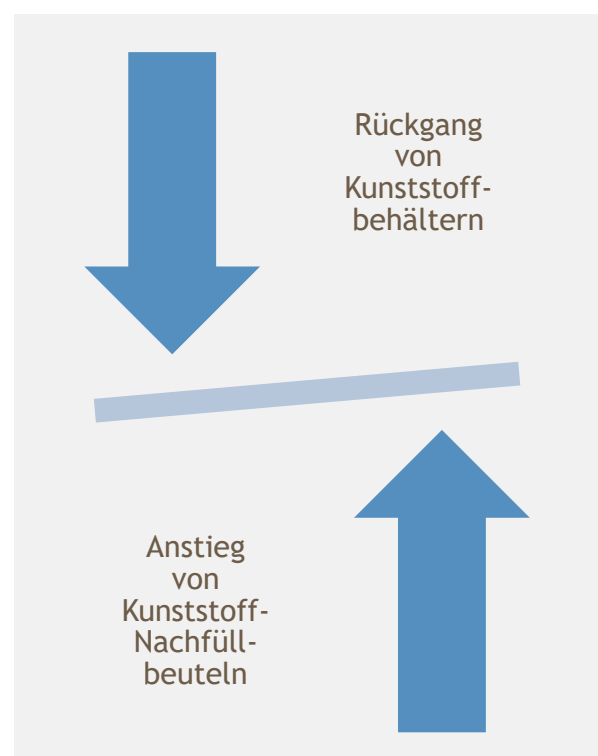 Rückgang
von
Kunststoff-
behältern
Anstieg
von
Kunststoff-
Nachfüll-
beuteln